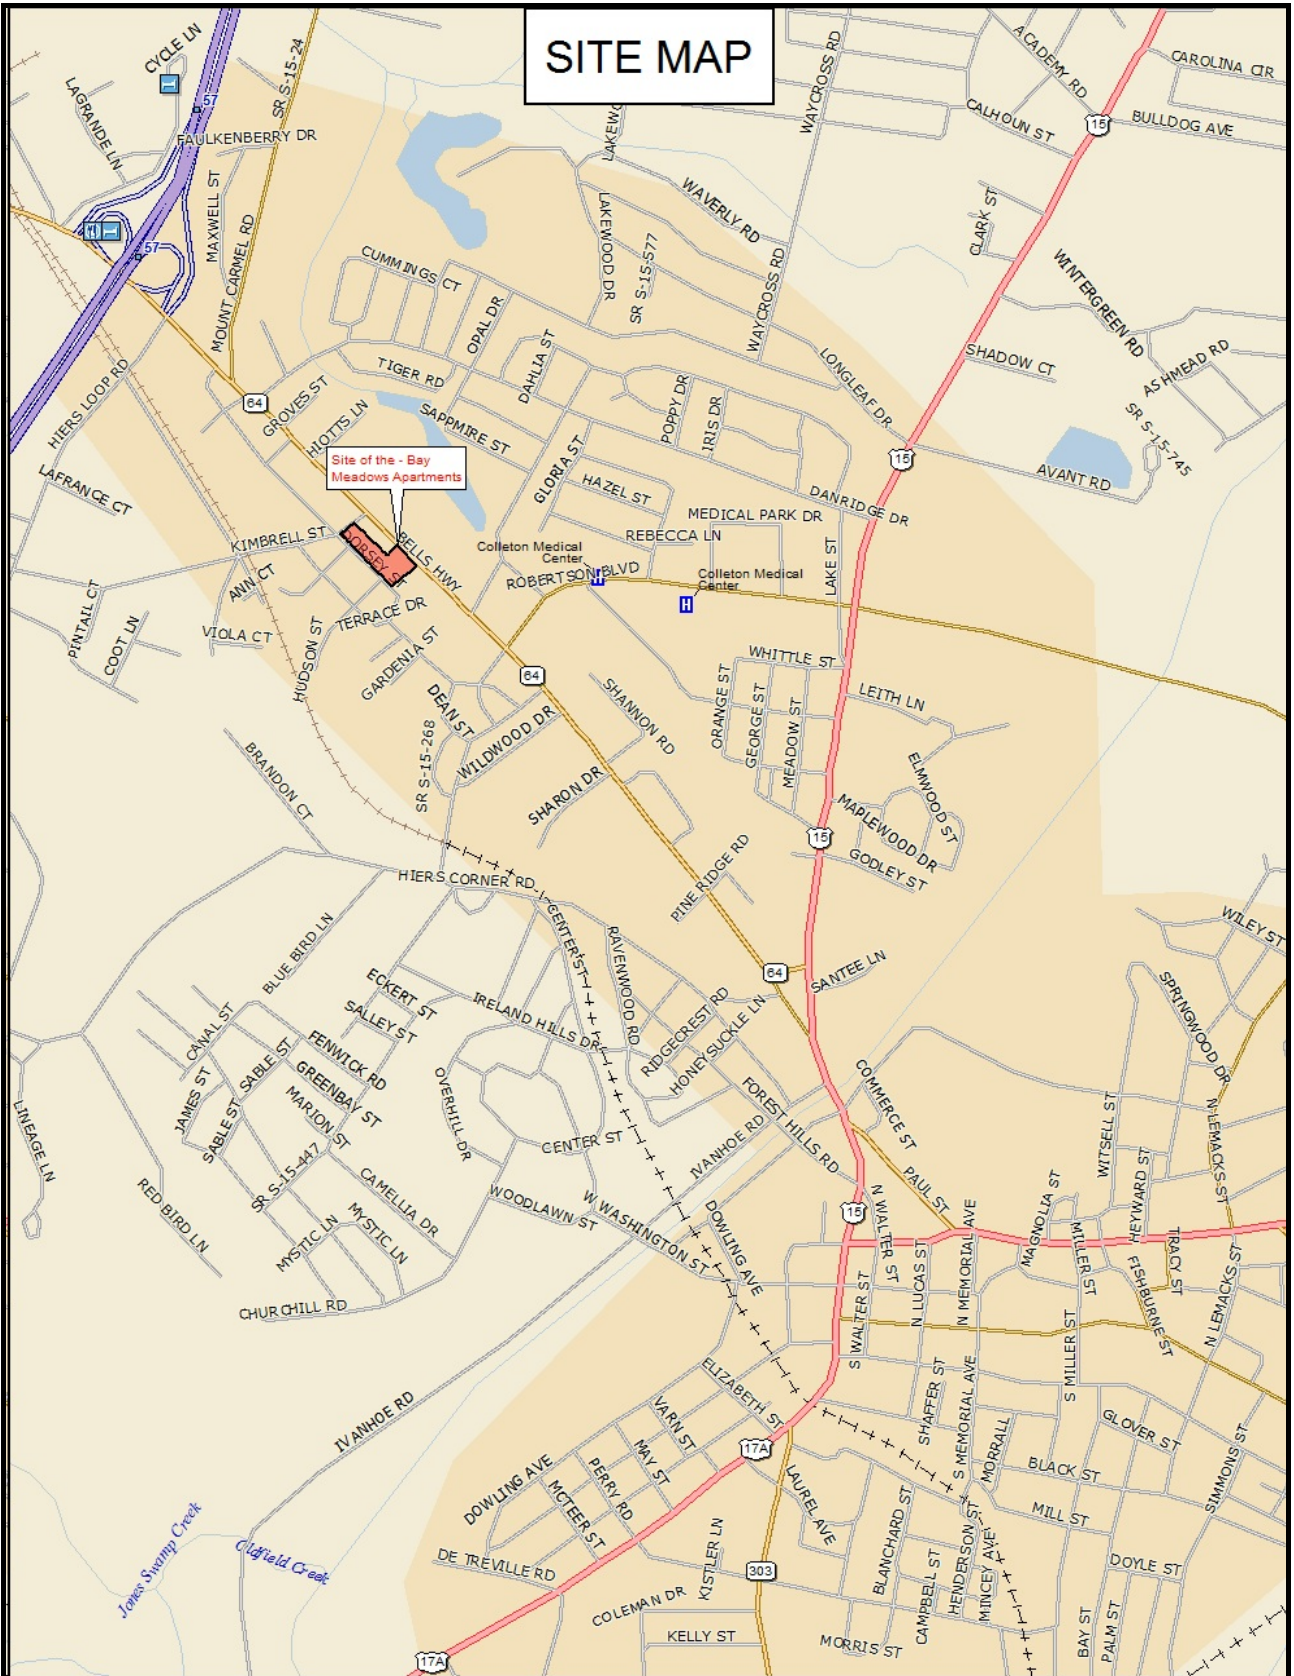 SITE MAP
CYCLE LN
LAGRANDE LN
57
SR S-15-24
FAULKENBERRY DR
MAXWELL ST
MOUNT CARMEL RD
57
WAYCROSS RD
ACADEMY RD
CAROLINA CIR
CALHOUN ST
15
BULLDOG AVE
WAVERLY RD
LAKEWOOD DR
SR S-15-577
CLARK ST
WAYCROSS RD
WINTERGREEN RD
CUMMINGS CT
OPAL DR
DAHLIA ST
TIGER RD
SAPPMIRE ST
LONGLEAF DR
SHADOW CT
ASHMEAD RD
SR S-15-745
HIERS LOOP RD
64
GROVES ST
HIOTTS LN
POPPY DR
IRIS DR
GLORIA ST
15
AVANT RD
Site of the - Bay
Meadows Apartments
LAFRANCE CT
HAZEL ST
DANRIDGE DR
MEDICAL PARK DR
REBECCA LN
KIMBRELL ST
DORSEY ST
BELLS HWY
Colleton Medical
Center
H
ROBERTSON BLVD
Colleton Medical
Center
H
LAKE ST
ANN CT
PINTAIL CT
COOT LN
VIOLA CT
TERRACE DR
HUDSON ST
GARDENIA ST
64
WHITTLE ST
LEITH LN
DEAN ST
SHANNON RD
ORANGE ST
GEORGE ST
MEADOW ST
WILDWOOD DR
SR S-15-268
BRANDON CT
SHARON DR
ELMWOOD ST
MAPLEWOOD DR
15
GODLEY ST
PINE RIDGE RD
HIERS CORNER RD
CENTER ST
RAVENWOOD RD
BLUE BIRD LN
WILEY ST
64
SANTEE LN
SPRINGWOOD DR
ECKERT ST
SALLEY ST
IRELAND HILLS DR
RIDGECREST RD
HONEYSUCKLE LN
CANAL ST
SABLE ST
FENWICK RD
GREENBAY ST
MARION ST
JAMES ST
SABLE ST
OVERHILL DR
FOREST HILLS RD
COMMERCE ST
N LEMACKS ST
WITSELL ST
LINEAGE LN
CENTER ST
IVANHOE RD
PAUL ST
SR S-15-447
CAMELLIA DR
RED BIRD LN
MYSTIC LN
MYSTIC LN
WOODLAWN ST
W WASHINGTON ST
DOWLING AVE
15
N WALTER ST
N LUCAS ST
N MEMORIAL AVE
MAGNOLIA ST
MILLER ST
HEYWARD ST
TRACY ST
FISHBURNE ST
N LEMACKS ST
CHURCHILL RD
S WALTER ST
S MILLER ST
IVANHOE RD
ELIZABETH ST
VARN ST
MAY ST
SHAFFER ST
S MEMORIAL AVE
MORRALL
GLOVER ST
SIMMONS ST
17A
DOWLING AVE
PERRY RD
MCTEER ST
LAUREL AVE
BLACK ST
MILL ST
BLANCHARD ST
HENDERSON ST
MINCEY AVE
Jones Swamp Creek
Oldfield Creek
DE TREVILLE RD
KISTLER LN
303
DOYLE ST
CAMPBELL ST
COLEMAN DR
KELLY ST
MORRIS ST
BAY ST
PALM ST
17A